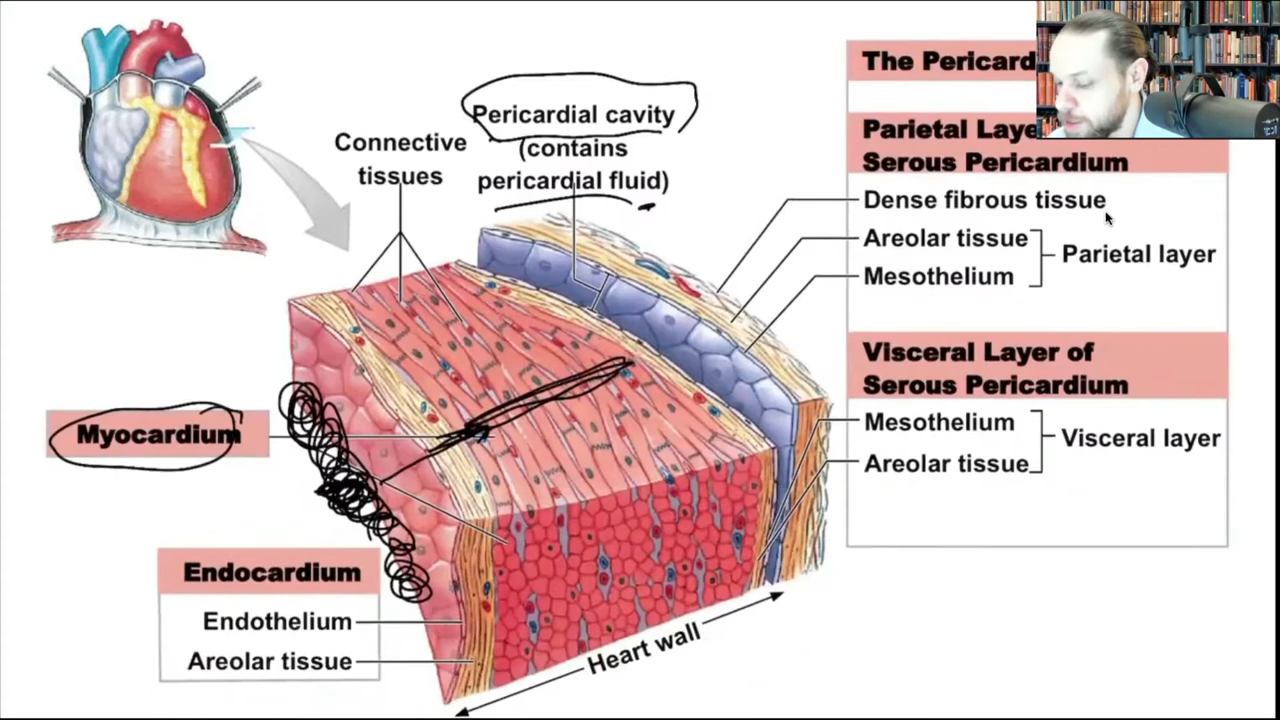 Pericardial cavity
(contains
pericardial fluid)
Connective
tissues
Myocardium
Endocardium
Endothelium
Areolar tissue
Heart wall
The Pericard
Parietal Laye
Serous Pericardium
Dense fibrous tissue
Areolar tissue
Mesothelium
Parietal layer
Visceral Layer of
Serous Pericardium
Mesothelium
Areolar tissue
Visceral layer